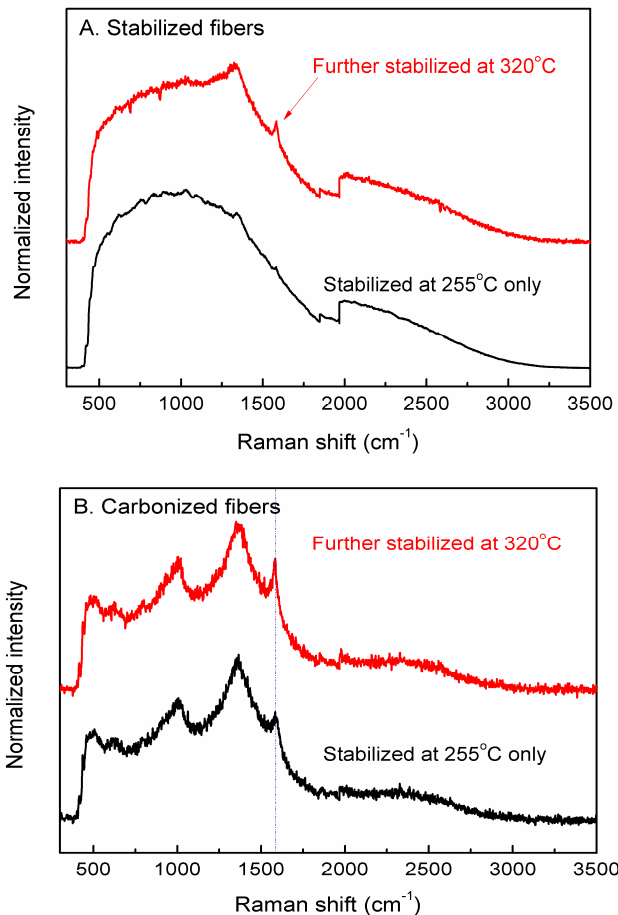 A. Stabilized fibers
Further stabilized at 320°C
Stabilized at 255°C only
Normalized intensity
500 1000 1500 2000 2500 3000 3500
Raman shift (cm⁻¹)
B. Carbonized fibers
Further stabilized at 320°C
Stabilized at 255°C only
Normalized intensity
500 1000 1500 2000 2500 3000 3500
Raman shift (cm⁻¹)